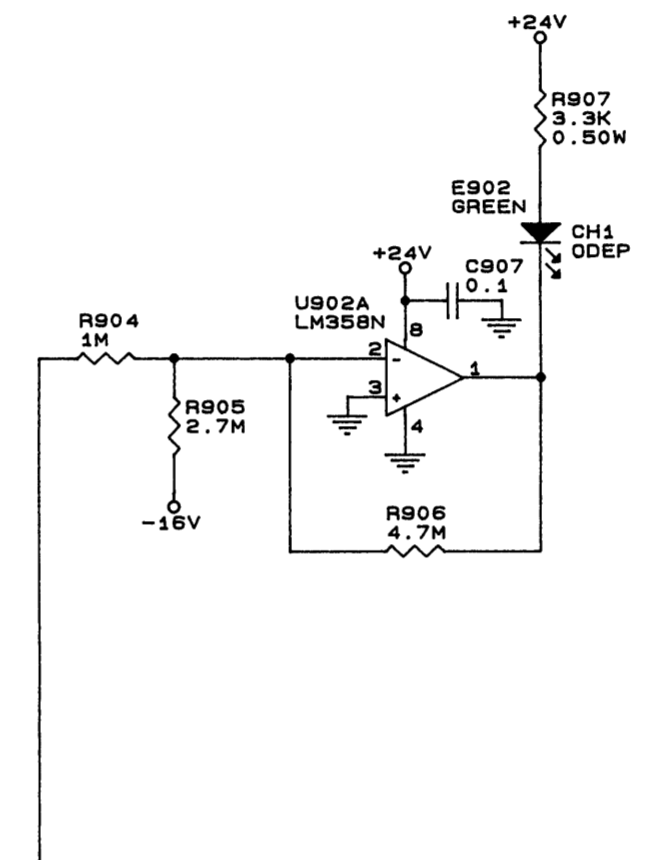 +24V
R907
3.3K
0.50W
E902
GREEN
CH1
ODEP
+24V
C907
0.1
U902A
LM358N
8
R904
1M
2
-
1
3
+
4
R905
2.7M
-16V
R906
4.7M